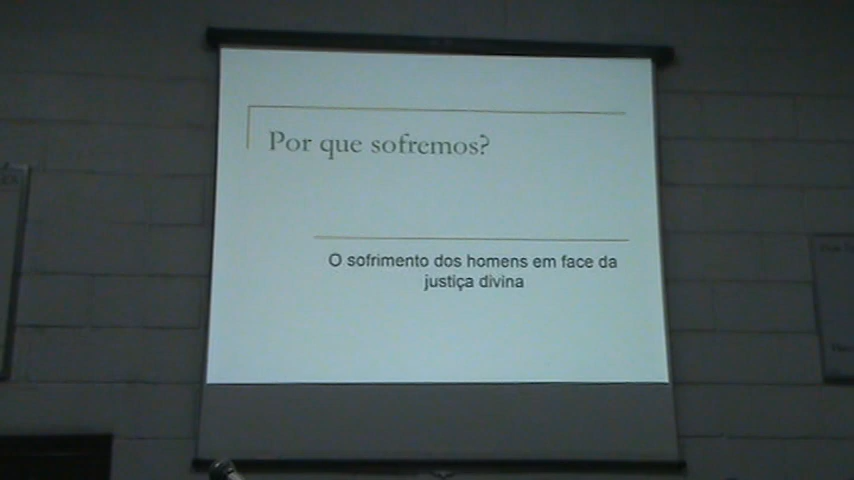 Por que sofremos?
O sofrimento dos homens em face da
justiça divina